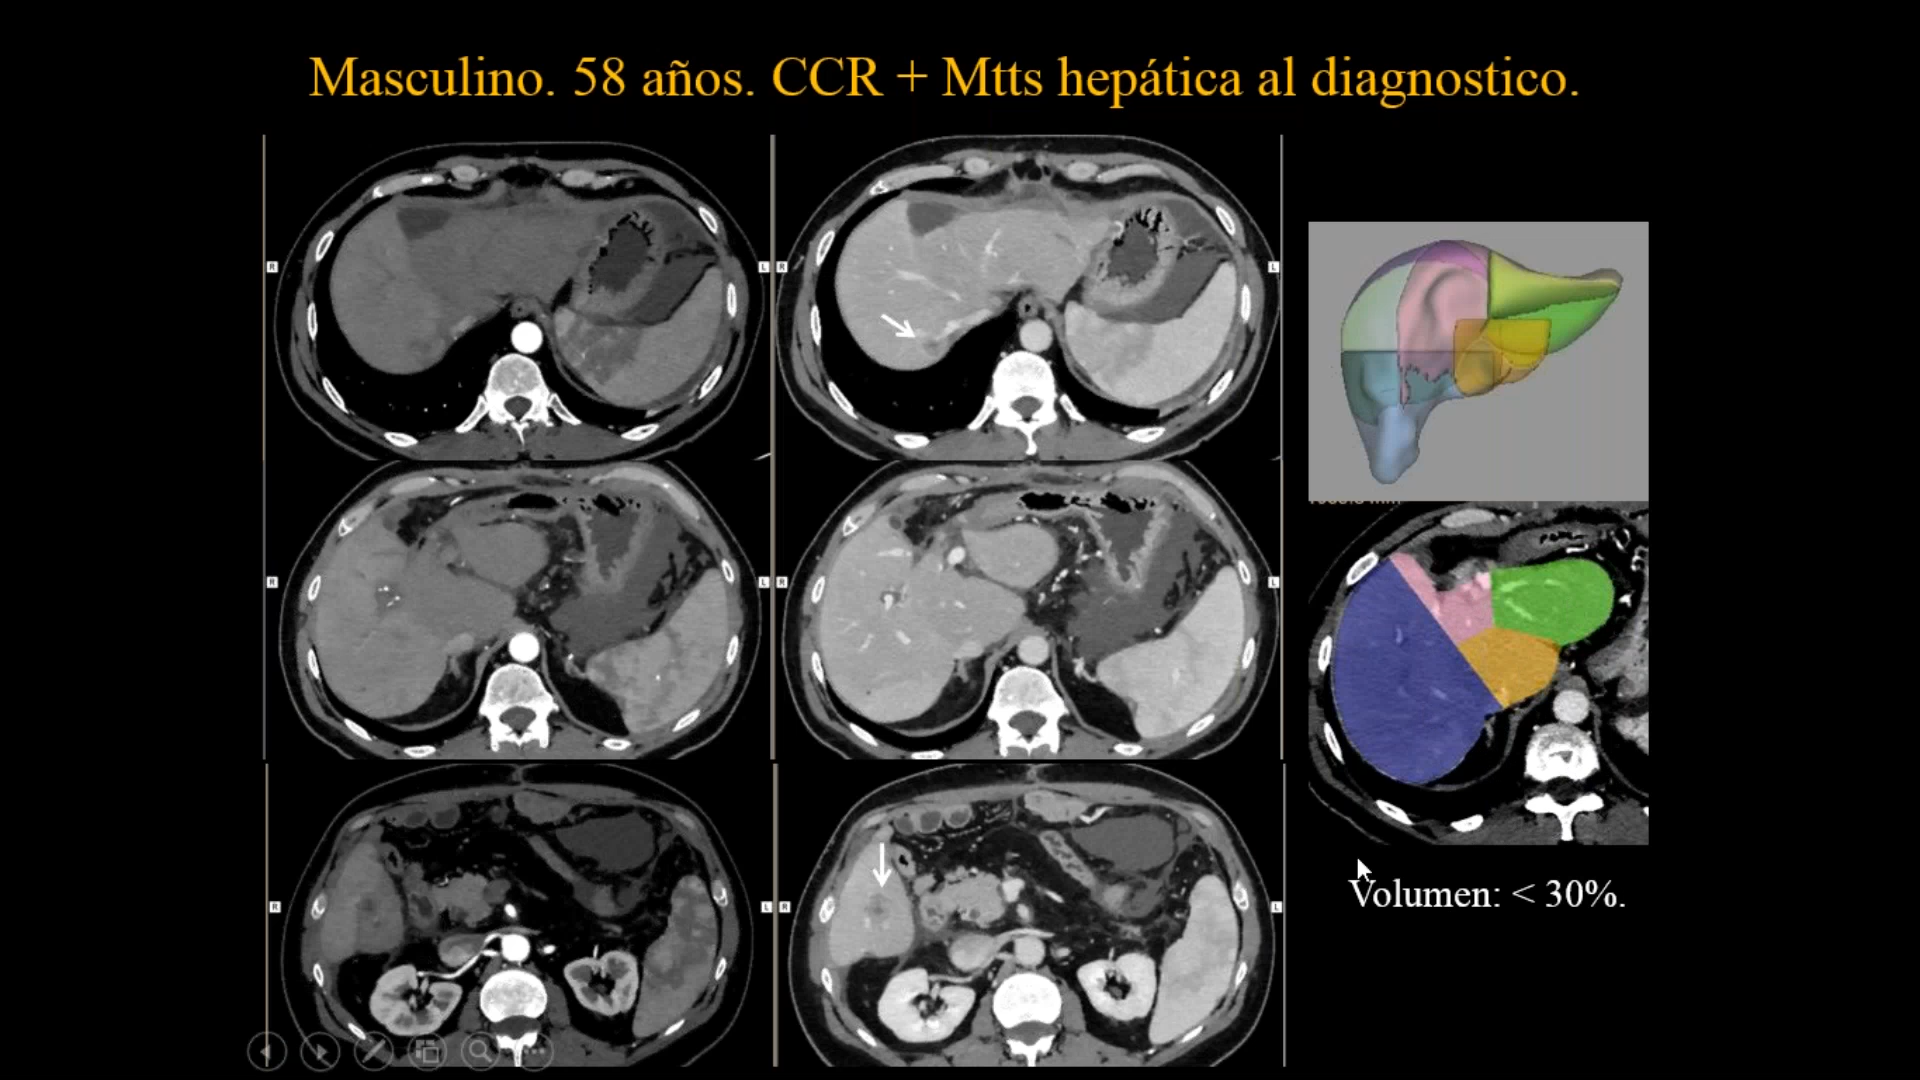 Masculino. 58 años. CCR + Mtts hepática al diagnostico.
R
L
R
L
R
L
R
L
R
L
R
L
Volumen: < 30%.